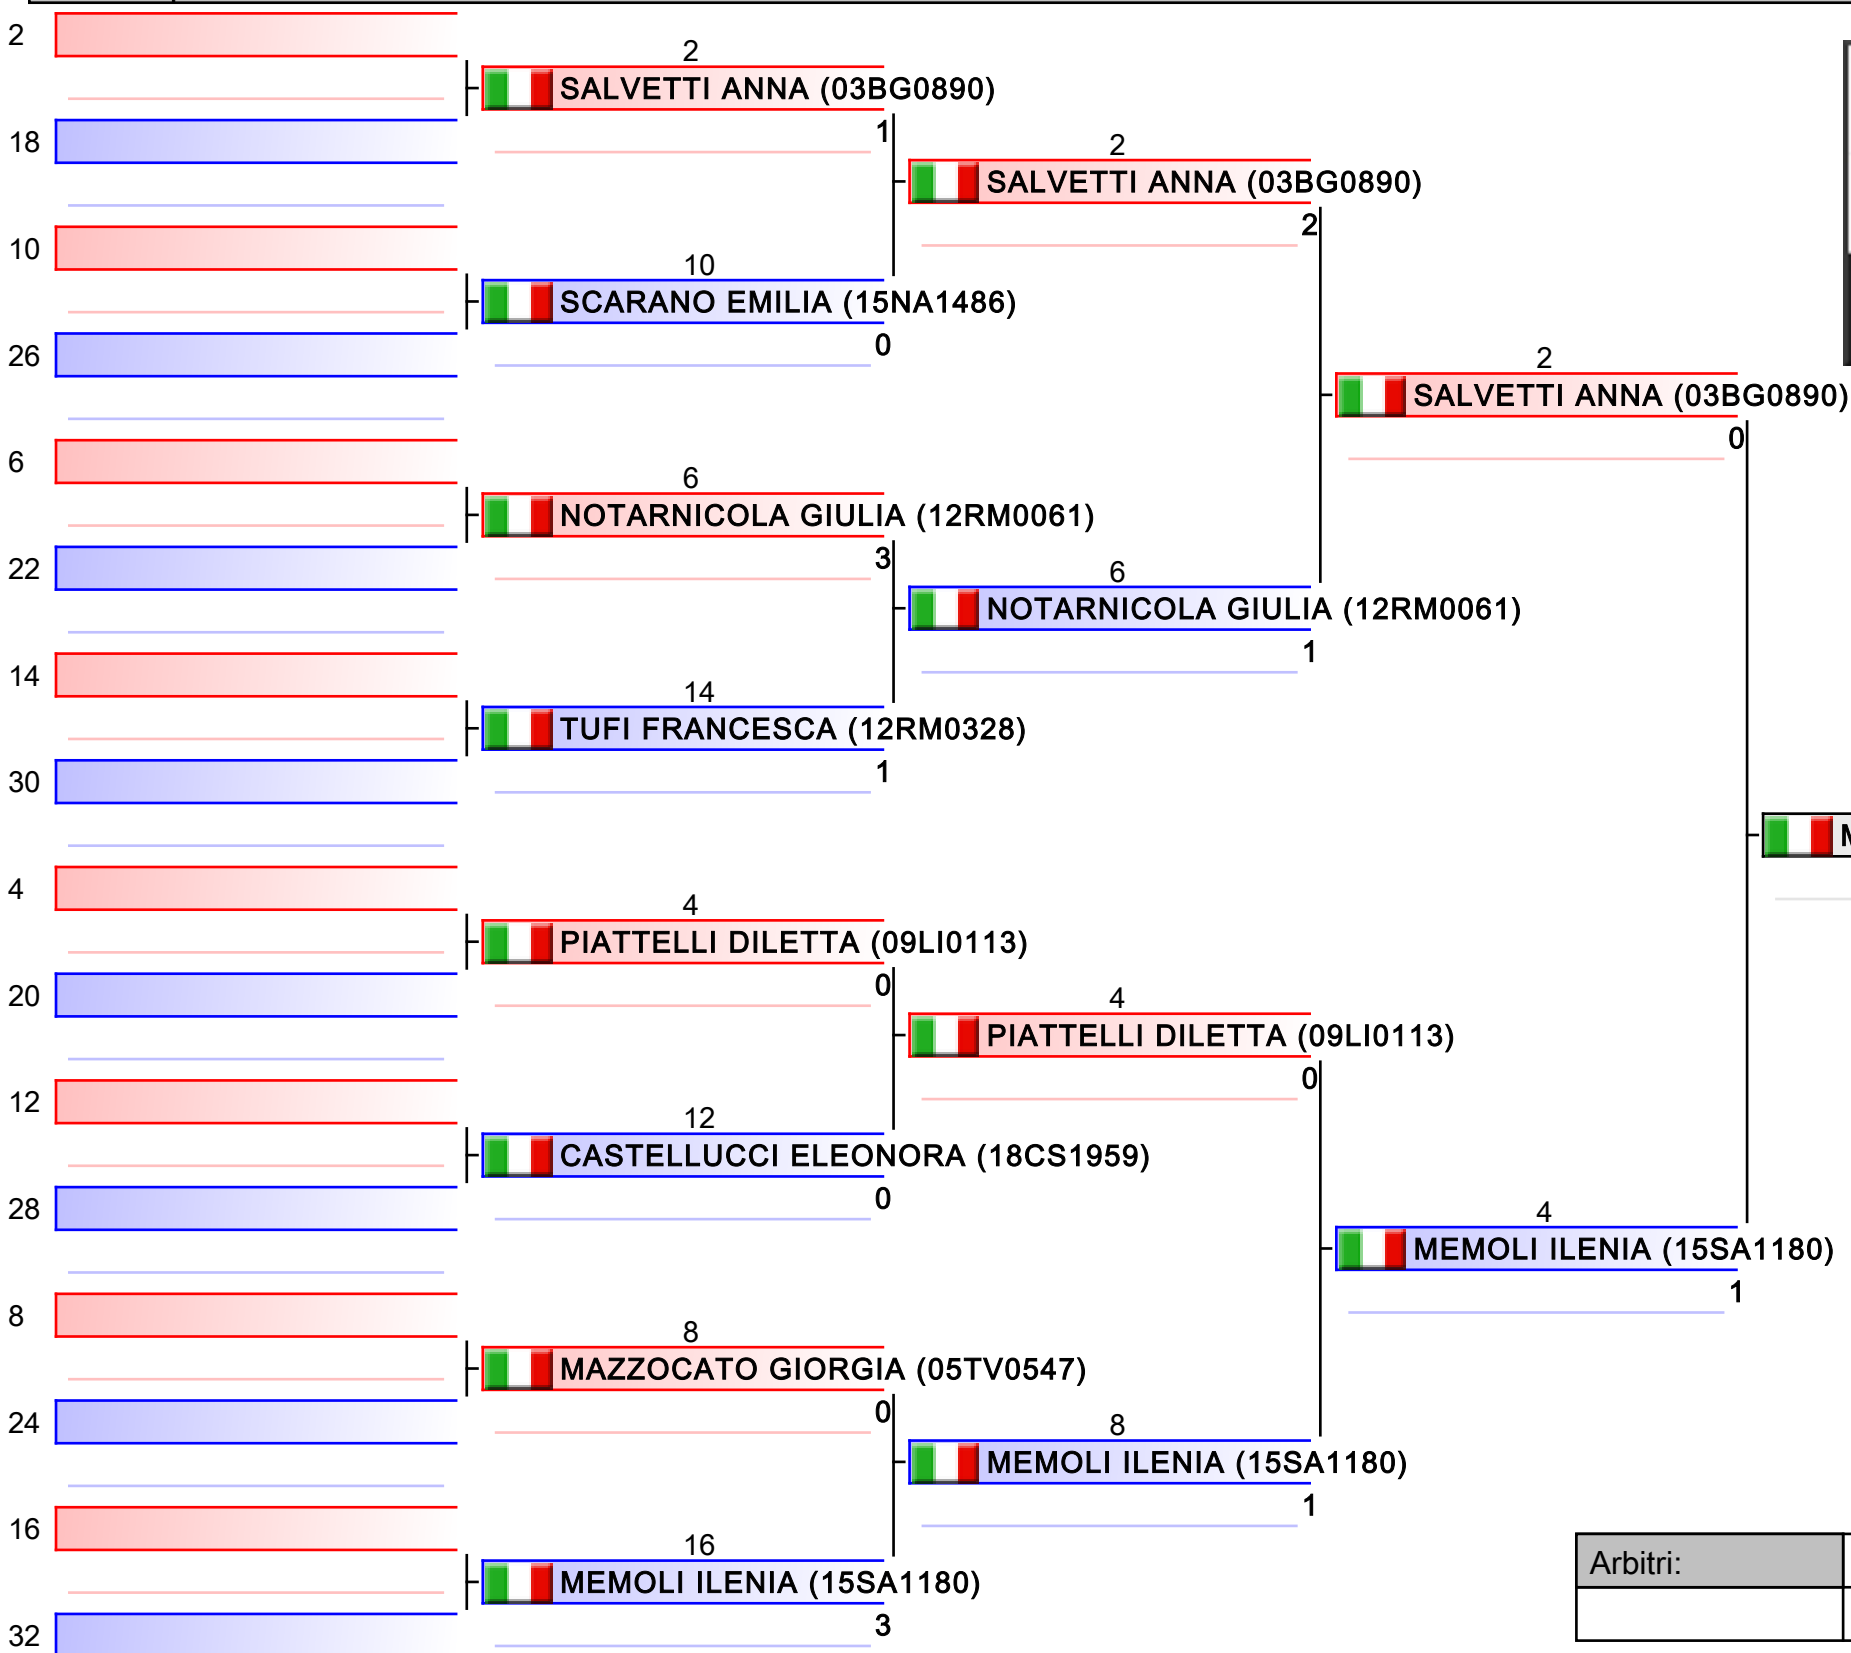 2
2
SALVETTI ANNA (03BG0890)
1
18
2
SALVETTI ANNA (03BG0890)
2
10
10
SCARANO EMILIA (15NA1486)
0
26
2
SALVETTI ANNA (03BG0890)
0
6
6
NOTARNICOLA GIULIA (12RM0061)
3
22
6
NOTARNICOLA GIULIA (12RM0061)
1
14
14
TUFI FRANCESCA (12RM0328)
1
30
4
4
PIATTELLI DILETTA (09LI0113)
0
20
4
PIATTELLI DILETTA (09LI0113)
0
12
12
CASTELLUCCI ELEONORA (18CS1959)
0
28
4
MEMOLI ILENIA (15SA1180)
1
8
8
MAZZOCATO GIORGIA (05TV0547)
0
24
8
MEMOLI ILENIA (15SA1180)
1
16
16
MEMOLI ILENIA (15SA1180)
3
32
Arbitri: